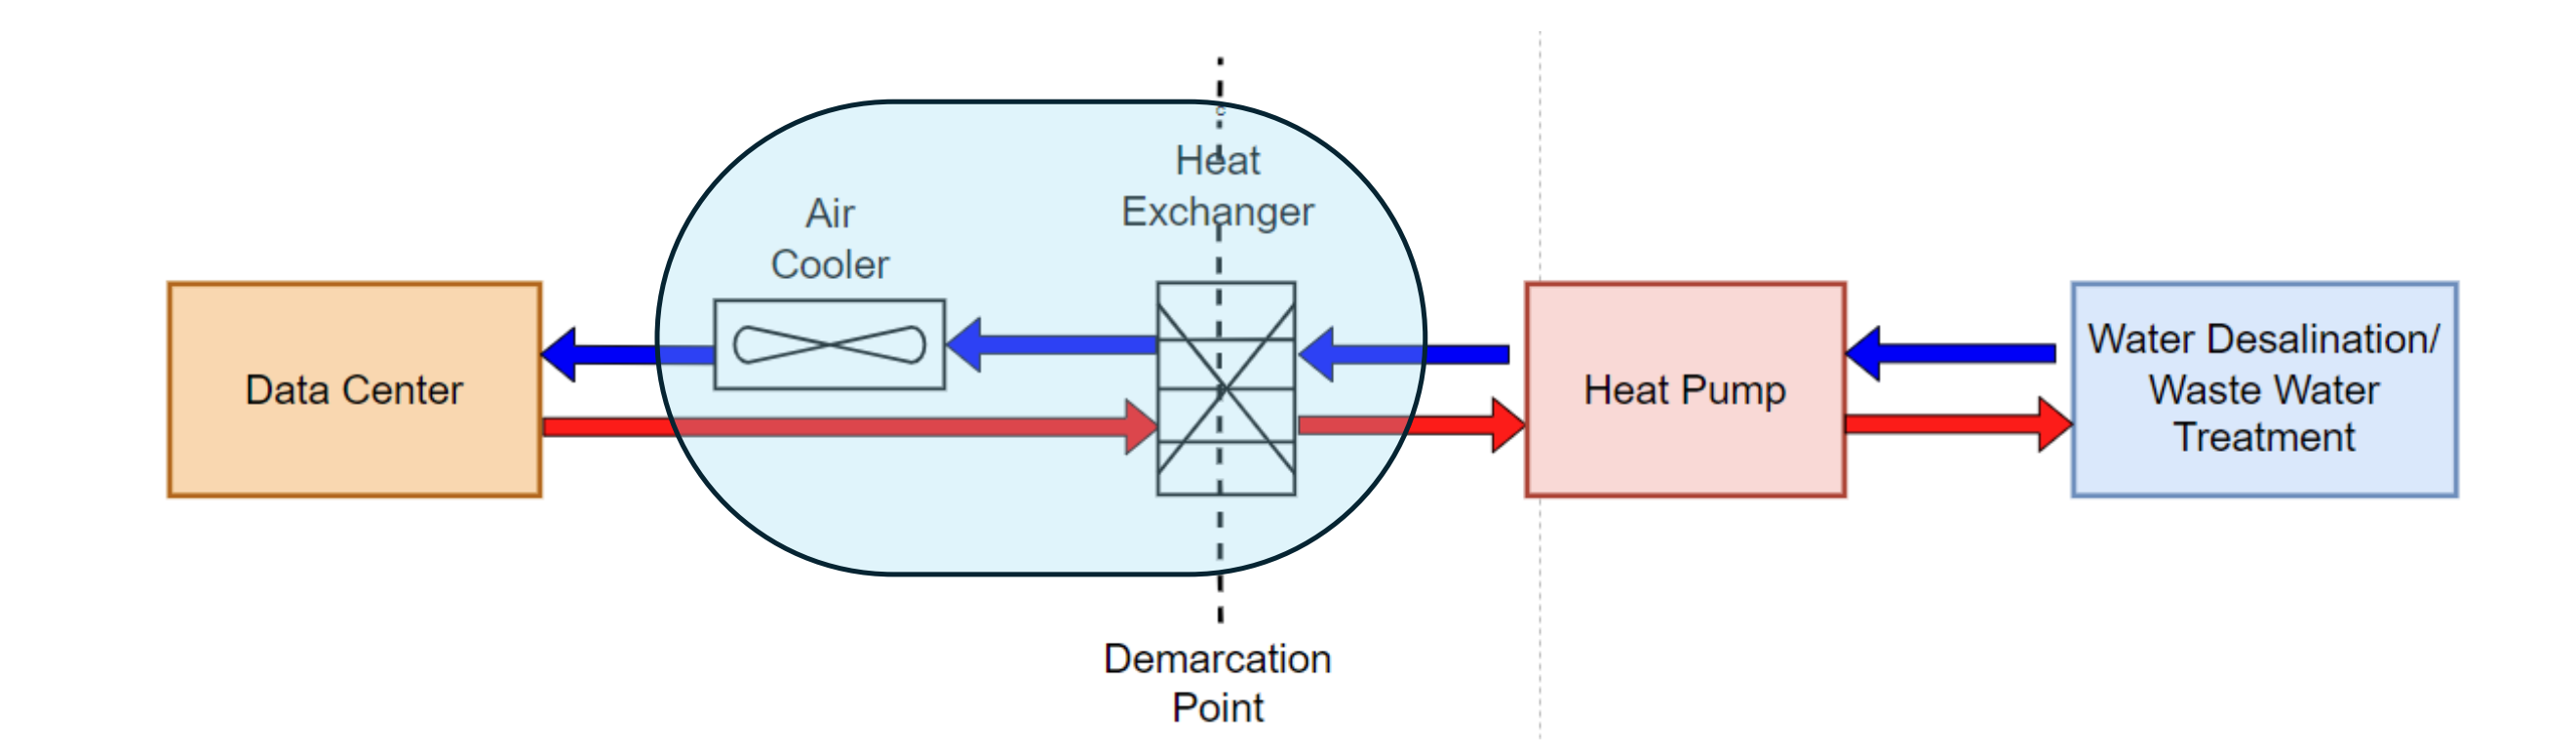 Heat
Exchanger
Air
Cooler
Data Center
Heat Pump
Water Desalination/
Waste Water
Treatment
Demarcation
Point